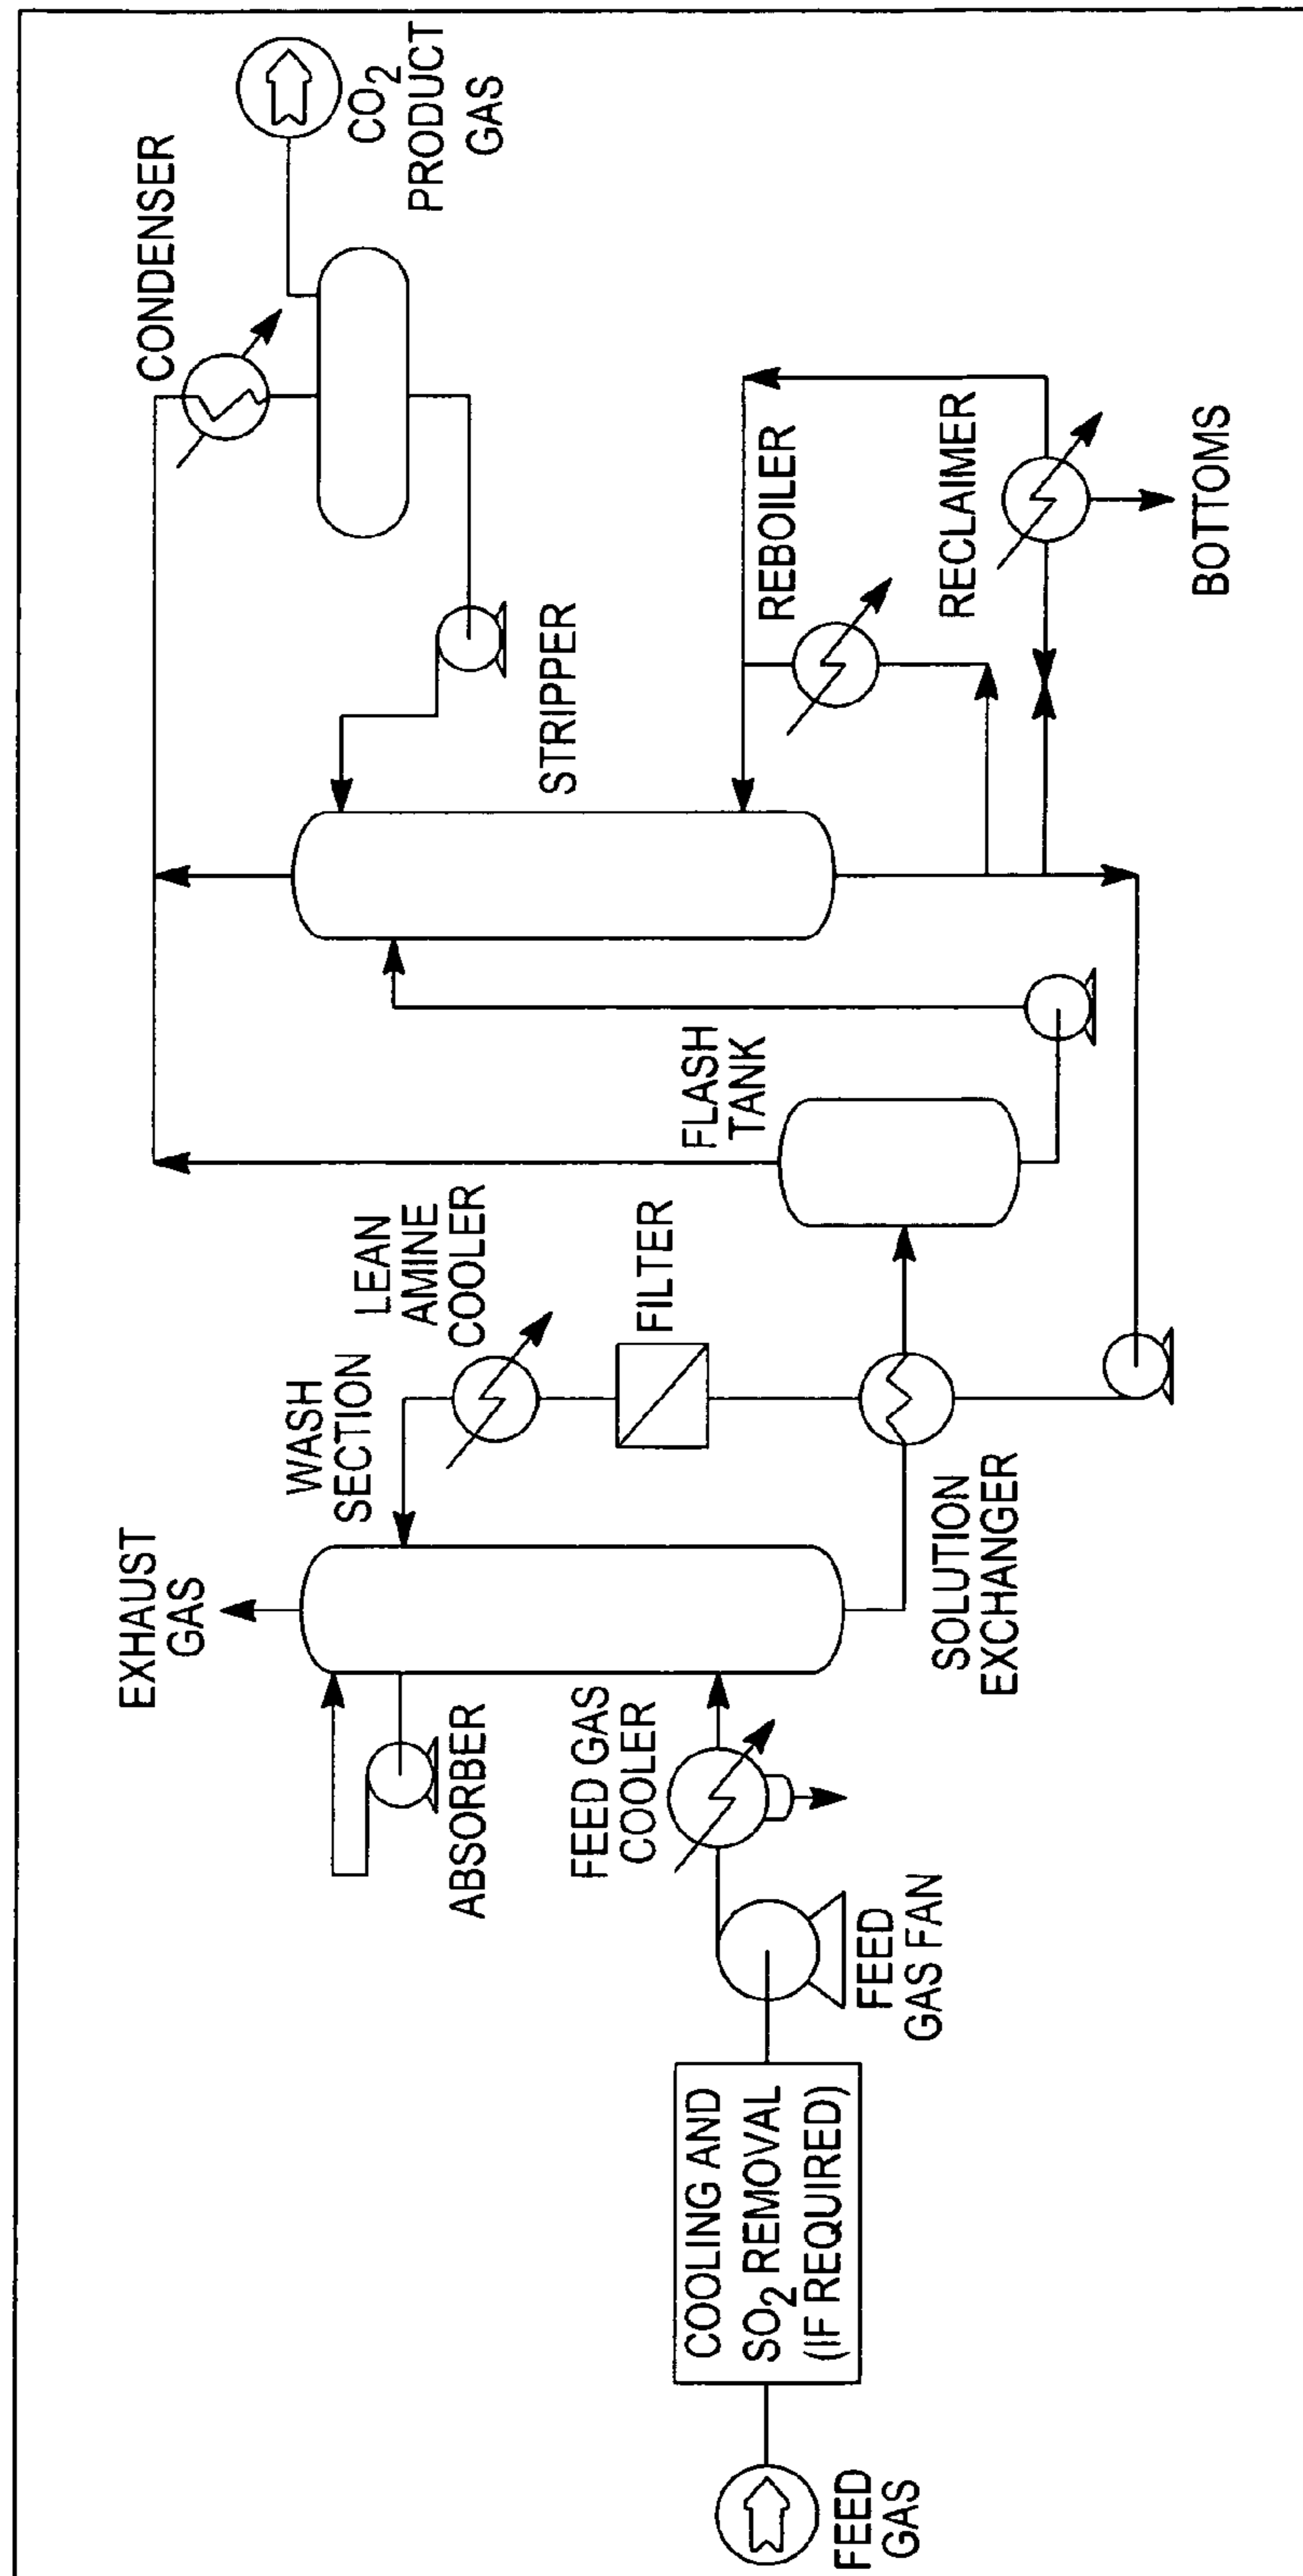 FEED
GAS
COOLING AND
SO2 REMOVAL
(IF REQUIRED)
FEED
GAS FAN
FEED GAS
COOLER
ABSORBER
EXHAUST
GAS
WASH
SECTION
LEAN
AMINE
COOLER
FILTER
SOLUTION
EXCHANGER
FLASH
TANK
STRIPPER
REBOILER
RECLAIMER
BOTTOMS
CONDENSER
CO2
PRODUCT
GAS